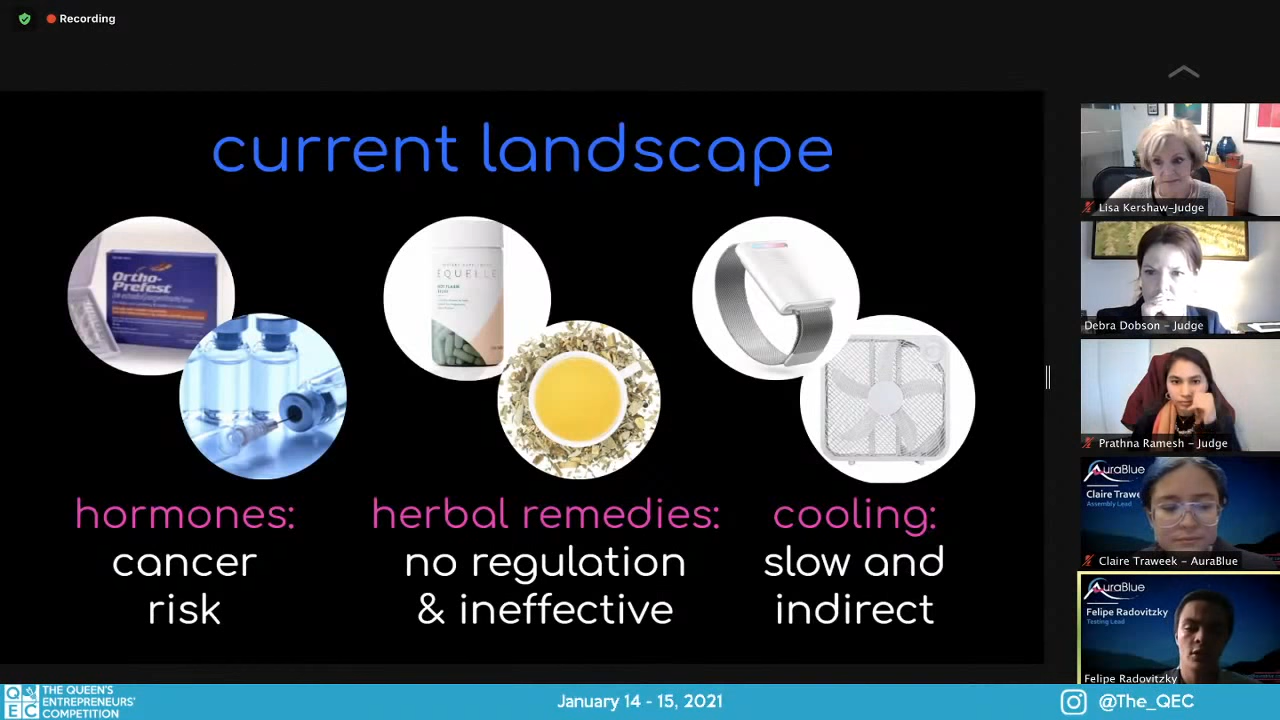 Recording
current landscape
Ortho-
Prefest
EQUELLE
hormones:
cancer
risk
herbal remedies:
no regulation
& ineffective
cooling:
slow and
indirect
Lisa Kershaw-Judge
Debra Dobson - Judge
Prathna Ramesh - Judge
AuraBlue
Claire Trawe
Assembly Lead
Claire Traweek - AuraBlue
AuraBlue
Felipe Radovitzky
Testing Lead
Felipe Radovitzky
QEC
THE QUEEN'S
ENTREPRENEURS'
COMPETITION
January 14 - 15, 2021
@The_QEC